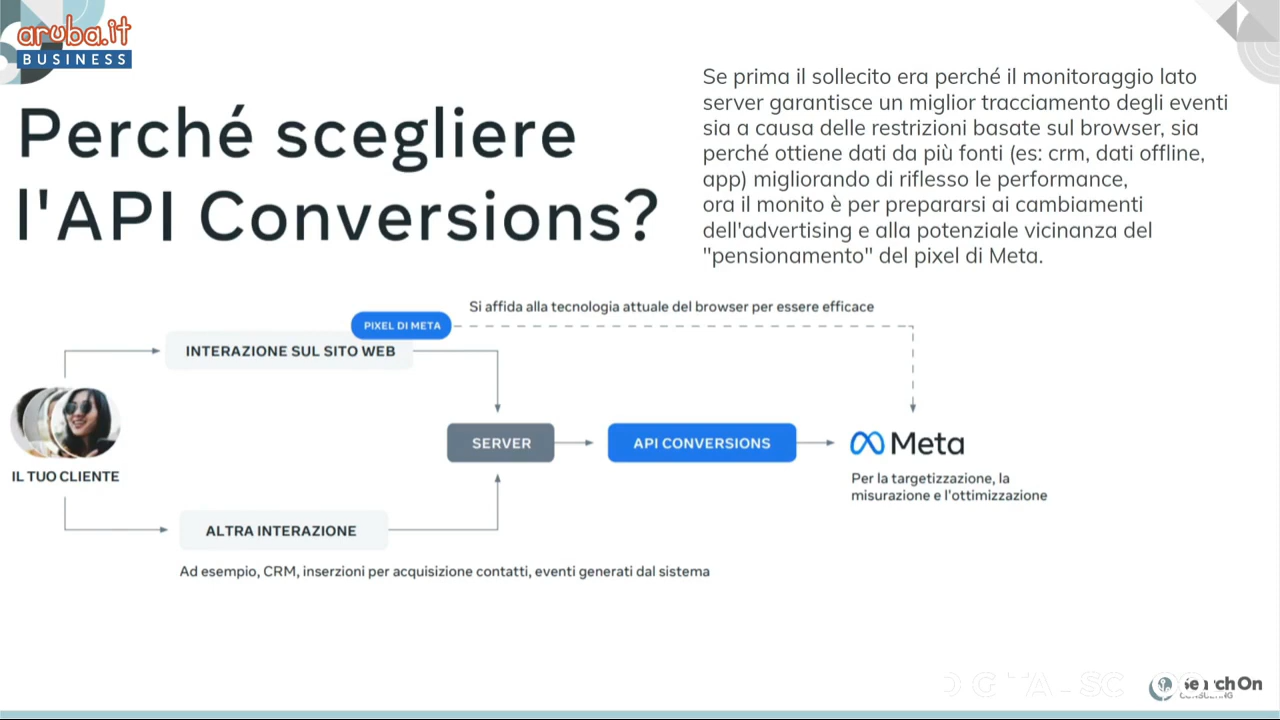 aruba.it
BUSINESS
Perché scegliere
l'API Conversions?
Se prima il sollecito era perché il monitoraggio lato
server garantisce un miglior tracciamento degli eventi
sia a causa delle restrizioni basate sul browser, sia
perché ottiene dati da più fonti (es: crm, dati offline,
app) migliorando di riflesso le performance,
ora il monito è per prepararsi ai cambiamenti
dell'advertising e alla potenziale vicinanza del
"pensionamento" del pixel di Meta.
Si affida alla tecnologia attuale del browser per essere efficace
PIXEL DI META
INTERAZIONE SUL SITO WEB
SERVER
API CONVERSIONS
Meta
IL TUO CLIENTE
Per la targetizzazione, la
misurazione e l'ottimizzazione
ALTRA INTERAZIONE
Ad esempio, CRM, inserzioni per acquisizione contatti, eventi generati dal sistema
SearchOn